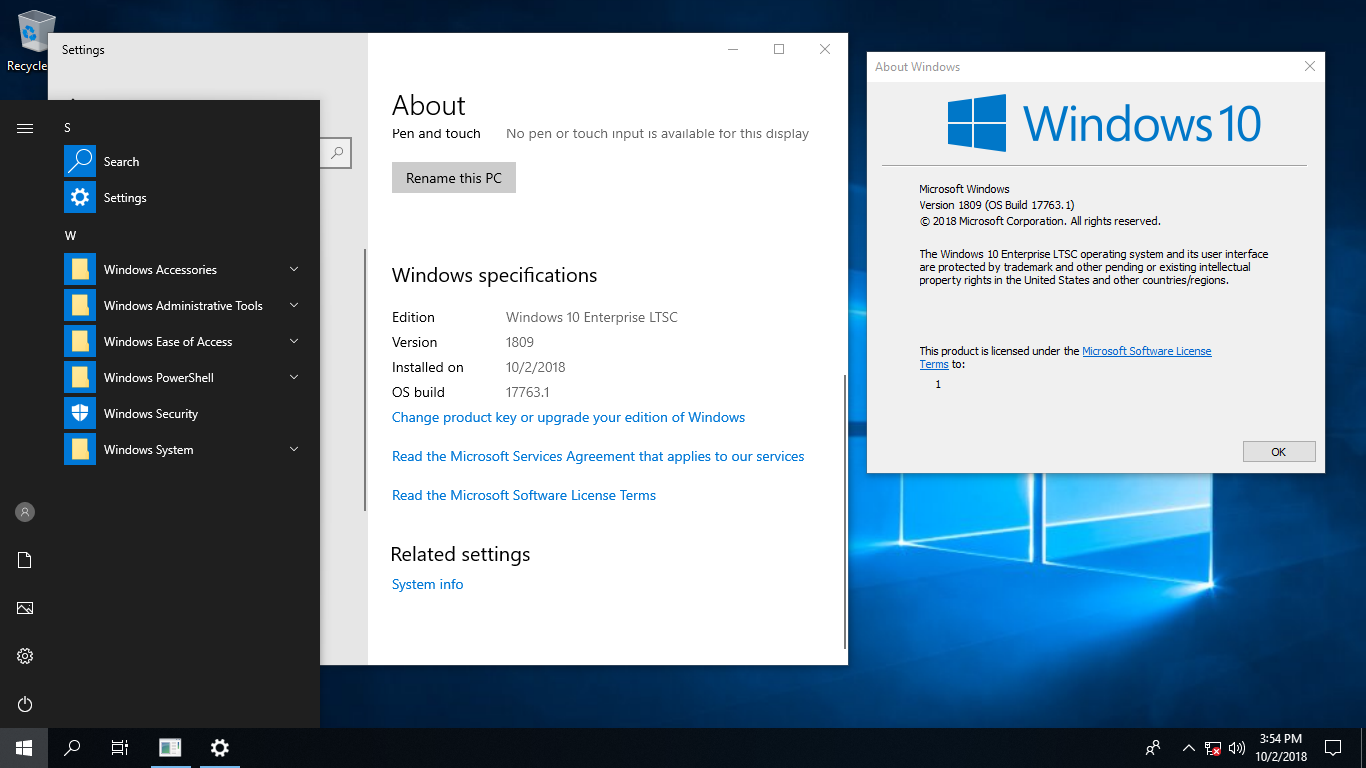 Recycle
Settings
About
Pen and touch No pen or touch input is available for this display
Rename this PC
Windows specifications
Edition Windows 10 Enterprise LTSC
Version 1809
Installed on 10/2/2018
OS build 17763.1
Change product key or upgrade your edition of Windows
Read the Microsoft Services Agreement that applies to our services
Read the Microsoft Software License Terms
Related settings
System info
S
Search
Settings
W
Windows Accessories
Windows Administrative Tools
Windows Ease of Access
Windows PowerShell
Windows Security
Windows System
About Windows
Windows 10
Microsoft Windows
Version 1809 (OS Build 17763.1)
© 2018 Microsoft Corporation. All rights reserved.
The Windows 10 Enterprise LTSC operating system and its user interface
are protected by trademark and other pending or existing intellectual
property rights in the United States and other countries/regions.
This product is licensed under the Microsoft Software License
Terms to:
1
OK
3:54 PM
10/2/2018